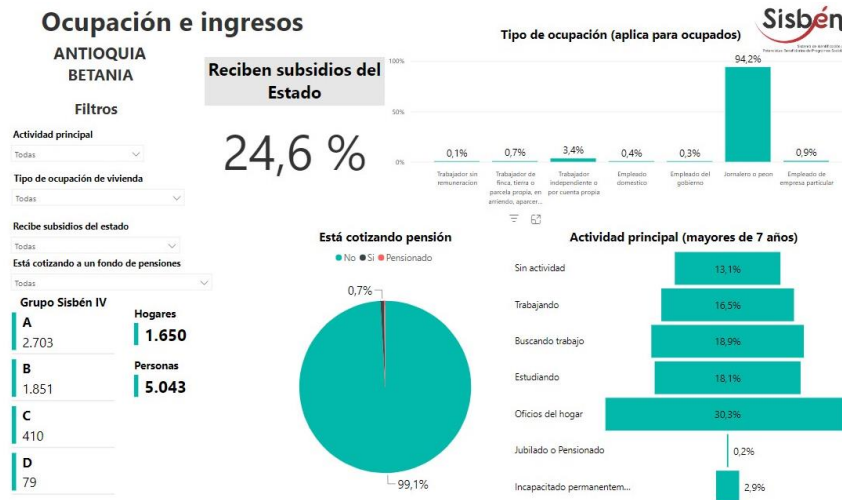 Ocupación e ingresos
ANTIOQUIA
BETANIA
Filtros
Actividad principal
Todas
Tipo de ocupación de vivienda
Todas
Recibe subsidios del estado
Todas
Está cotizando a un fondo de pensiones
Todas
Grupo Sisbén IV
A
2.703
B
1.851
C
410
D
79
Hogares
1.650
Personas
5.043
Reciben subsidios del
Estado
24,6 %
Sisbén
Tipo de ocupación (aplica para ocupados)
100%
50%
0%
0,1%
0,7%
3,4%
0,4%
0,3%
94,2%
0,9%
Trabajador sin
remuneracion
Trabajador de
finca, tierra o
parcela propia, en
arriendo, aparcer...
Trabajador
independiente o
por cuenta propia
Empleado
domestico
Empleado del
gobierno
Jornalero o peon
Empleado de
empresa particular
Está cotizando pensión
No Si Pensionado
0,7%
99,1%
Actividad principal (mayores de 7 años)
Sin actividad
13,1%
Trabajando
16,5%
Buscando trabajo
18,9%
Estudiando
18,1%
Oficios del hogar
30,3%
Jubilado o Pensionado
0,2%
Incapacitado permanentem...
2,9%